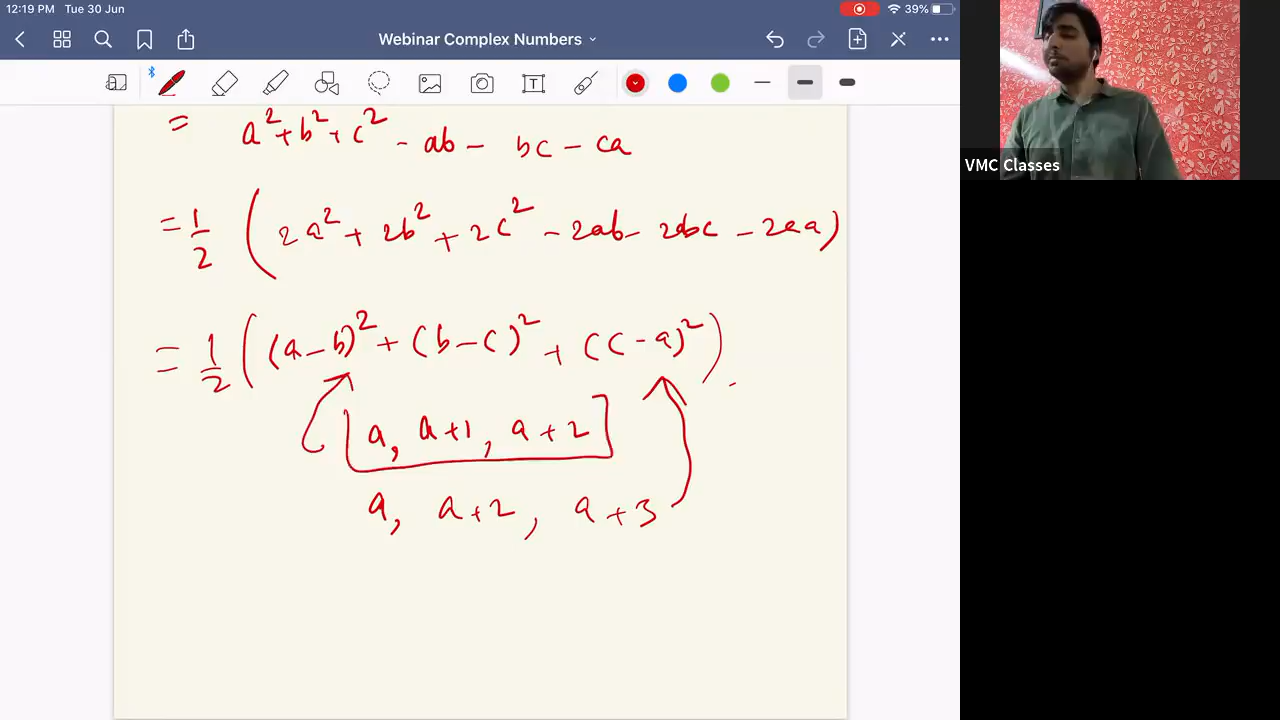 12:19 PM Tue 30 Jun
39%
Webinar Complex Numbers
VMC Classes
= a² + b² + c² - ab - bc - ca
= 1/2 ( 2a² + 2b² + 2c² - 2ab - 2bc - 2ca )
= 1/2 ( (a-b)² + (b-c)² + (c-a)² )
[ a, a+1, a+2 ]
a, a+2, a+3